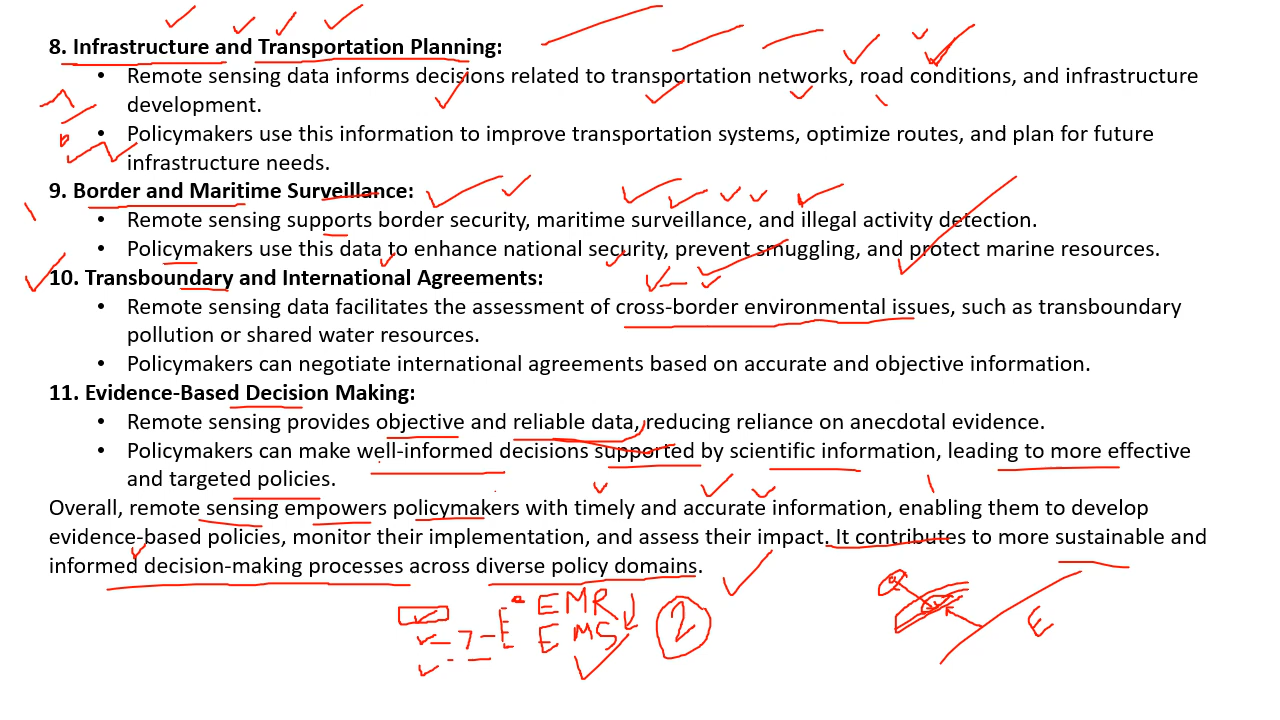 8. Infrastructure and Transportation Planning:
• Remote sensing data informs decisions related to transportation networks, road conditions, and infrastructure
development.
• Policymakers use this information to improve transportation systems, optimize routes, and plan for future
infrastructure needs.
9. Border and Maritime Surveillance:
• Remote sensing supports border security, maritime surveillance, and illegal activity detection.
• Policymakers use this data to enhance national security, prevent smuggling, and protect marine resources.
10. Transboundary and International Agreements:
• Remote sensing data facilitates the assessment of cross-border environmental issues, such as transboundary
pollution or shared water resources.
• Policymakers can negotiate international agreements based on accurate and objective information.
11. Evidence-Based Decision Making:
• Remote sensing provides objective and reliable data, reducing reliance on anecdotal evidence.
• Policymakers can make well-informed decisions supported by scientific information, leading to more effective
and targeted policies.
Overall, remote sensing empowers policymakers with timely and accurate information, enabling them to develop
evidence-based policies, monitor their implementation, and assess their impact. It contributes to more sustainable and
informed decision-making processes across diverse policy domains.
EMR
7 EMS 2
E